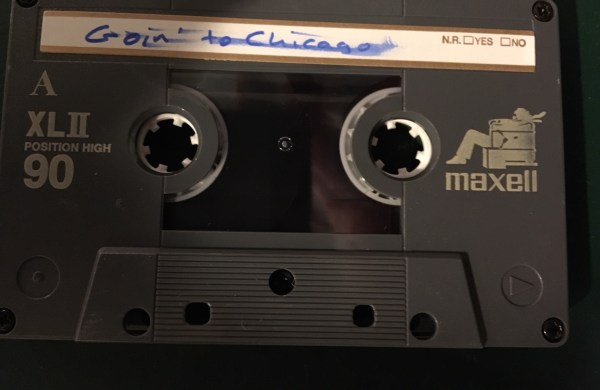 Goin' to Chicago
N.R. □YES □NO
A
XLII
POSITION HIGH
90
maxell